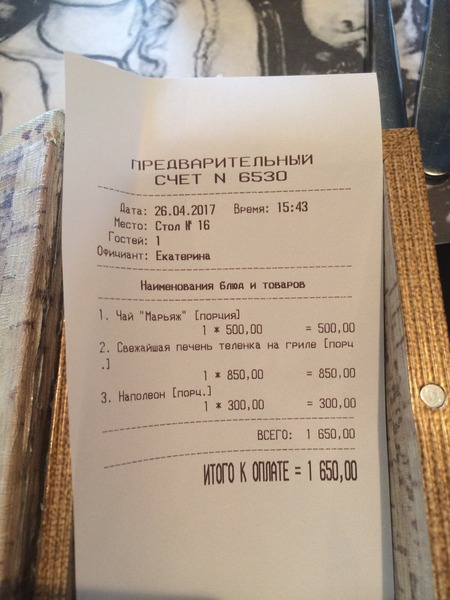 ПРЕДВАРИТЕЛЬНЫЙ
СЧЕТ N 6530
Дата: 26.04.2017 Время: 15:43
Место: Стол № 16
Гостей: 1
Официант: Екатерина
Наименования блюд и товаров
1. Чай "Марьяж" [порция]
1 * 500,00 = 500,00
2. Свежайшая печень теленка на гриле [порц
.]
1 * 850,00 = 850,00
3. Наполеон [порц.]
1 * 300,00 = 300,00
ВСЕГО: 1 650,00
ИТОГО К ОПЛАТЕ = 1 650,00